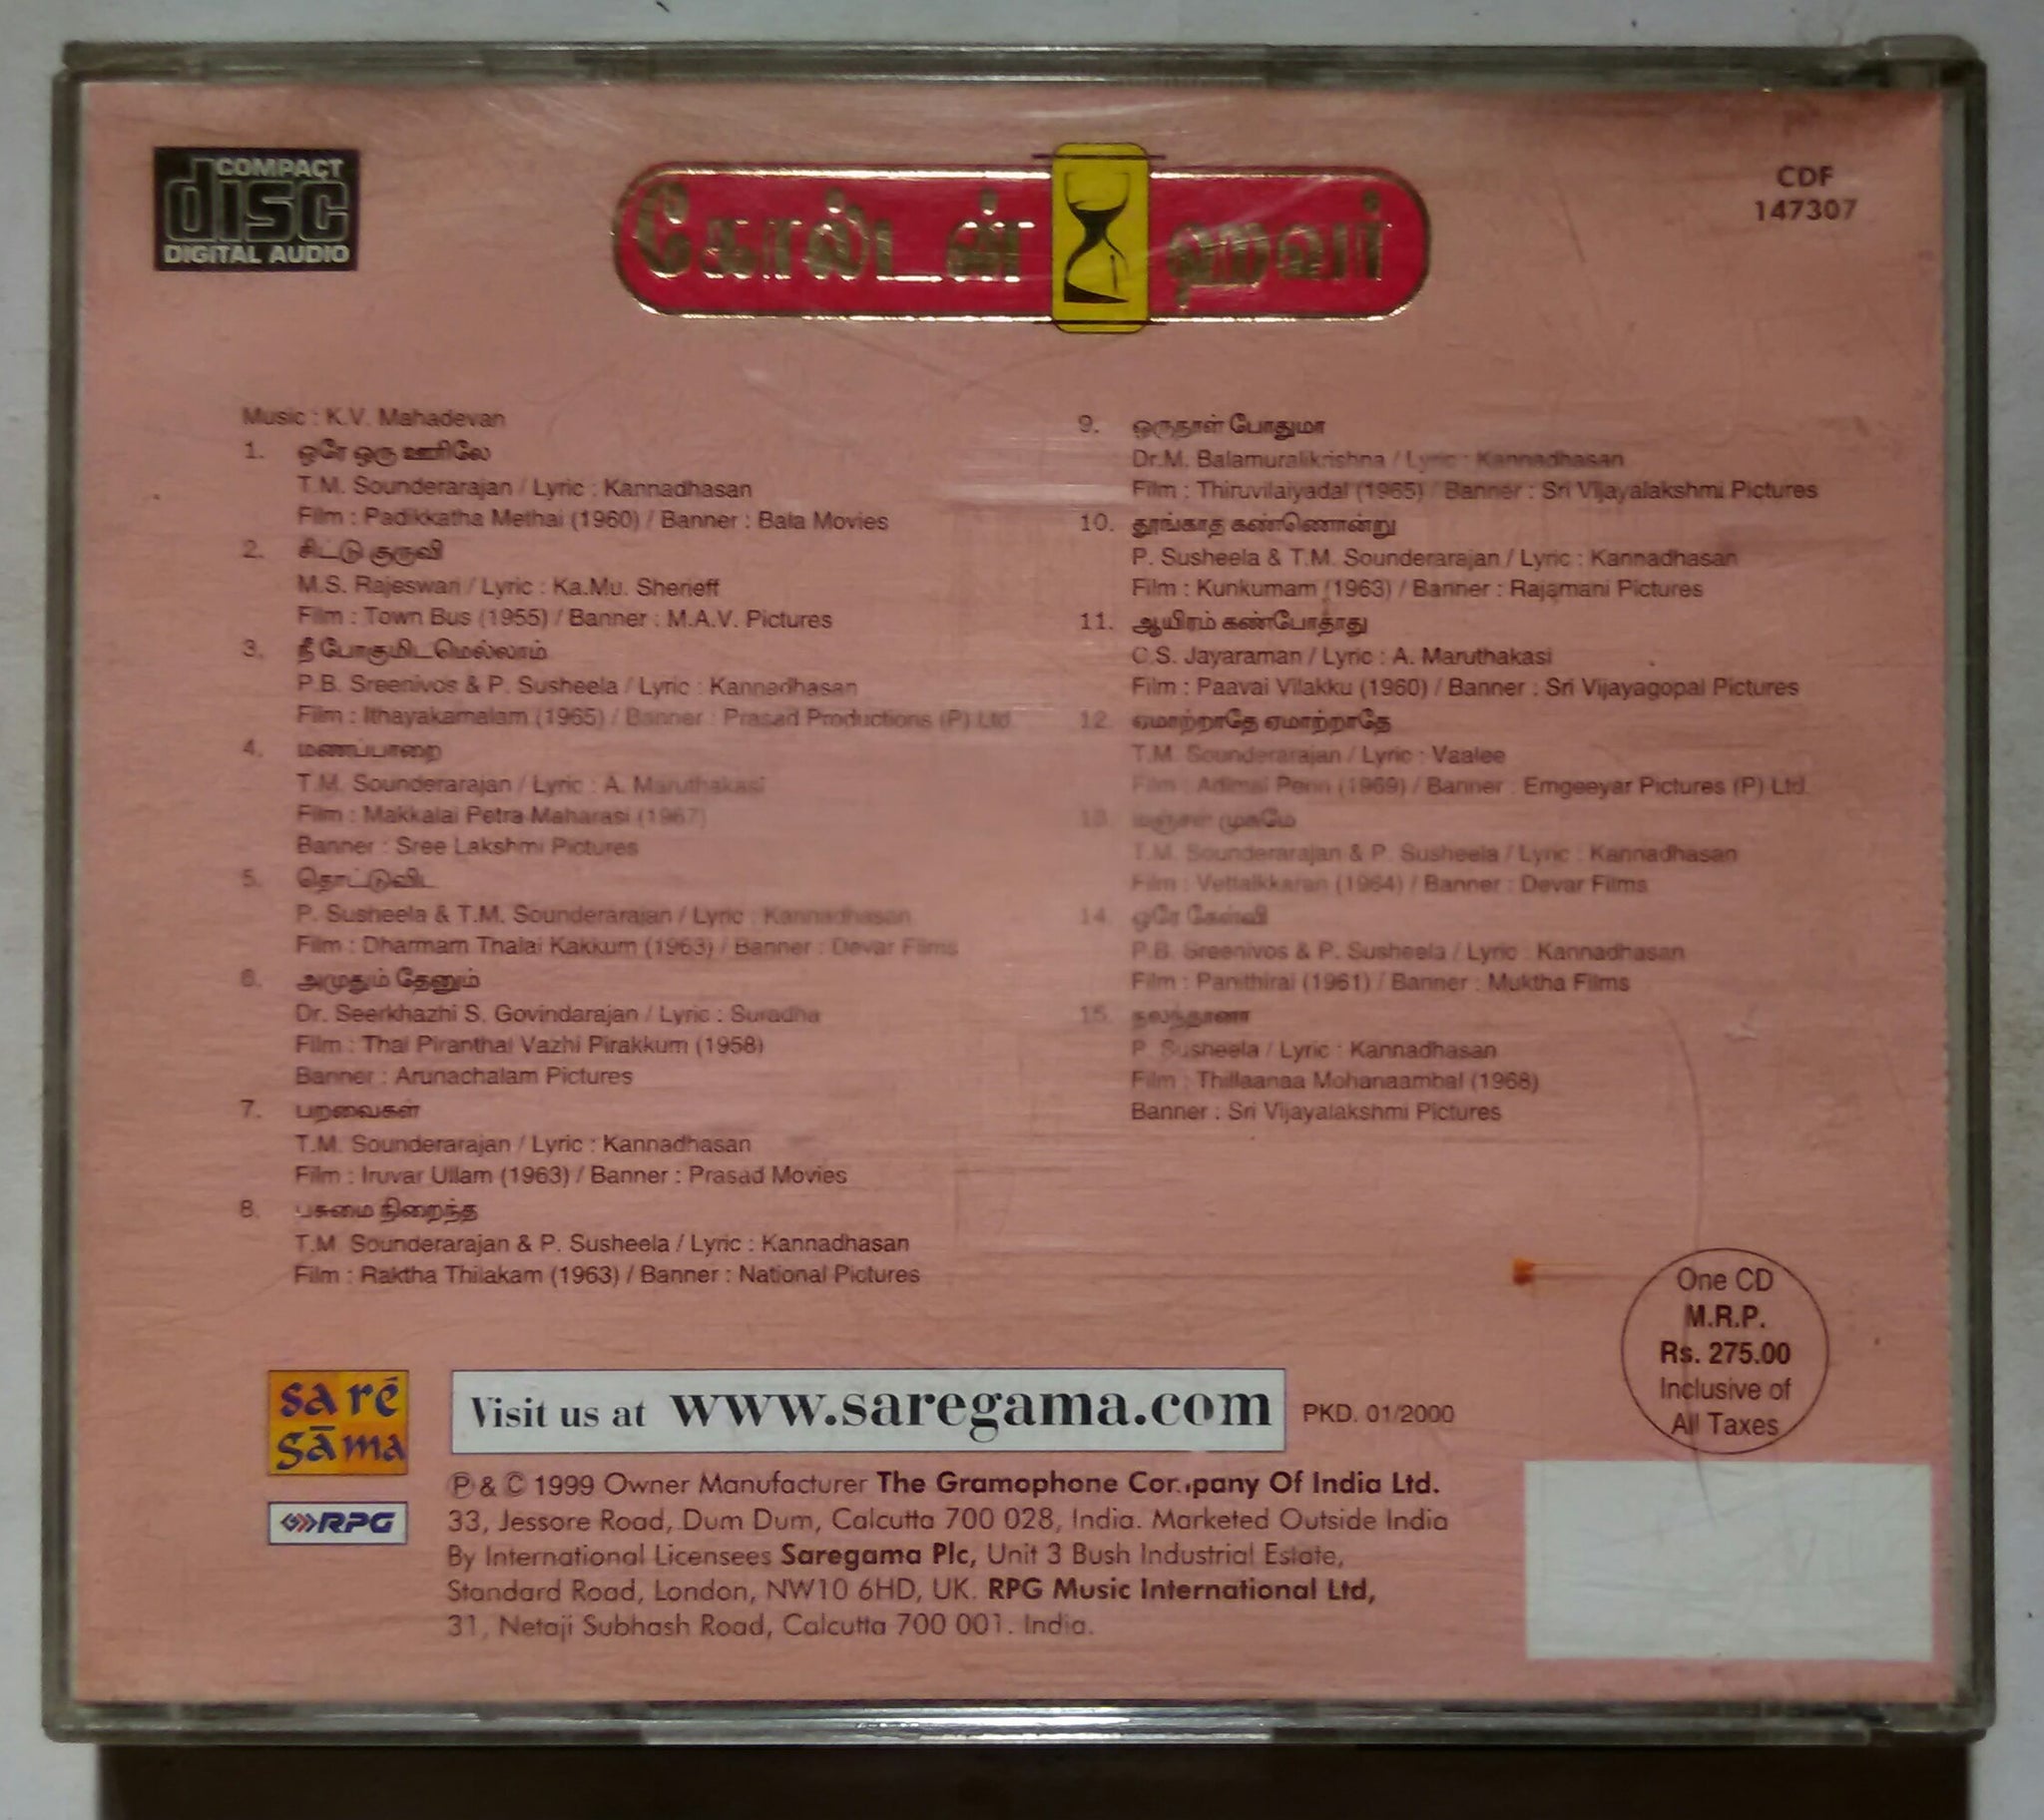 COMPACT
disc
DIGITAL AUDIO
கோல்டன் ஹவர்
CDF
147307
Music : K.V. Mahadevan
1. ஒரே ஒரு ஊரிலே
T.M. Sounderarajan / Lyric : Kannadhasan
Film : Padikkatha Methai (1960) / Banner : Bala Movies
2. சிட்டு குருவி
M.S. Rajeswari / Lyric : Ka.Mu. Sherieff
Film : Town Bus (1955) / Banner : M.A.V. Pictures
3. நீ போகுமிடமெல்லாம்
P.B. Sreenivos & P. Susheela / Lyric : Kannadhasan
Film : Ithayakamalam (1965) / Banner : Prasad Productions (P) Ltd
4. மணப்பாறை
T.M. Sounderarajan / Lyric : A. Maruthakasi
Film : Makkalai Petra Maharasi (1967)
Banner : Sree Lakshmi Pictures
5. தொட்டுவிட
P. Susheela & T.M. Sounderarajan / Lyric : Kannadhasan
Film : Dharmam Thalai Kakkum (1963) / Banner : Devar Films
6. அமுதும் தேனும்
Dr. Seerkhazhi S. Govindarajan / Lyric : Suradha
Film : Thai Piranthal Vazhi Pirakkum (1958)
Banner : Arunachalam Pictures
7. பறவைகள்
T.M. Sounderarajan / Lyric : Kannadhasan
Film : Iruvar Ullam (1963) / Banner : Prasad Movies
8. பசுமை நிறைந்த
T.M. Sounderarajan & P. Susheela / Lyric : Kannadhasan
Film : Raktha Thilakam (1963) / Banner : National Pictures
9. ஒருநாள் போதுமா
Dr.M. Balamuralikrishna / Lyric : Kannadhasan
Film : Thiruvilaiyadal (1965) / Banner : Sri Vijayalakshmi Pictures
10. தூங்காத கண்ணொன்று
P. Susheela & T.M. Sounderarajan / Lyric : Kannadhasan
Film : Kunkumam (1963) / Banner : Rajamani Pictures
11. ஆயிரம் கண்போதாது
C.S. Jayaraman / Lyric : A. Maruthakasi
Film : Paavai Vilakku (1960) / Banner : Sri Vijayagopal Pictures
12. ஏமாற்றாதே ஏமாற்றாதே
T.M. Sounderarajan / Lyric : Vaalee
Film : Adimai Penn (1969) / Banner : Emgeeyar Pictures (P) Ltd.
13. மஞ்சள் முகமே
T.M. Sounderarajan & P. Susheela / Lyric : Kannadhasan
Film : Vettaikkaran (1964) / Banner : Devar Films
14. ஒரே கேள்வி
P.B. Sreenivos & P. Susheela / Lyric : Kannadhasan
Film : Panithirai (1961) / Banner : Muktha Films
15. நலந்தானா
P. Susheela / Lyric : Kannadhasan
Film : Thillaanaa Mohanaambal (1968)
Banner : Sri Vijayalakshmi Pictures
One CD
M.R.P.
Rs. 275.00
Inclusive of
All Taxes
saré
gāma
Visit us at www.saregama.com PKD. 01/2000
RPG
℗ & © 1999 Owner Manufacturer The Gramophone Company Of India Ltd.
33, Jessore Road, Dum Dum, Calcutta 700 028, India. Marketed Outside India
By International Licensees Saregama Plc, Unit 3 Bush Industrial Estate,
Standard Road, London, NW10 6HD, UK. RPG Music International Ltd,
31, Netaji Subhash Road, Calcutta 700 001. India.